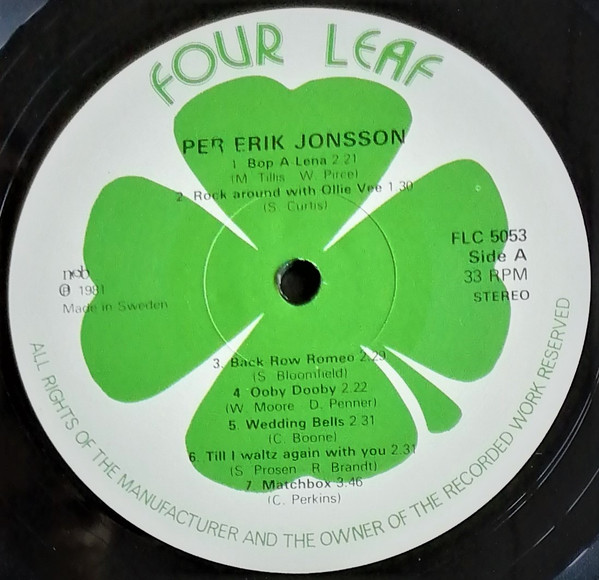 FOUR LEAF
PER ERIK JONSSON
1. Bop A Lena 2.21
(M. Tillis W. Piree)
2. Rock around with Ollie Vee 1.30
(S. Curtis)
FLC 5053
Side A
33 RPM
STEREO
ncb
Ⓟ 1981
Made in Sweden
3. Back Row Romeo 2.29
(S. Bloomfield)
4 Ooby Dooby 2.22
(W. Moore D. Penner)
5. Wedding Bells 2.31
(C. Boone)
6. Till I waltz again with you 2.31
(S. Prosen R. Brandt)
7. Matchbox 3.46
(C. Perkins)
ALL RIGHTS OF THE MANUFACTURER AND THE OWNER OF THE RECORDED WORK RESERVED